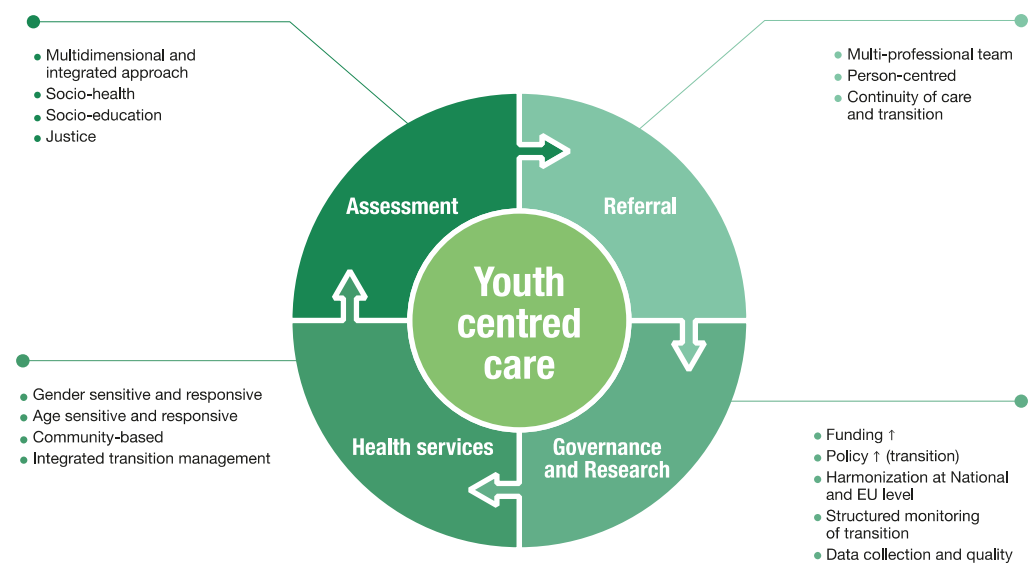 Multidimensional and
integrated approach
Socio-health
Socio-education
Justice
Multi-professional team
Person-centred
Continuity of care
and transition
Assessment
Referral
Youth
centred
care
Health services
Governance
and Research
Gender sensitive and responsive
Age sensitive and responsive
Community-based
Integrated transition management
Funding ↑
Policy ↑ (transition)
Harmonization at National
and EU level
Structured monitoring
of transition
Data collection and quality